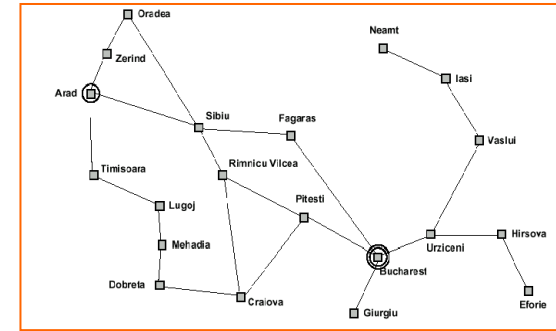 Oradea
Neamt
Zerind
Iasi
Arad
Sibiu
Fagaras
Vaslui
Timisoara
Rimnicu Vilcea
Pitesti
Lugoj
Hirsova
Urziceni
Mehadia
Bucharest
Dobreta
Craiova
Eforie
Giurgiu